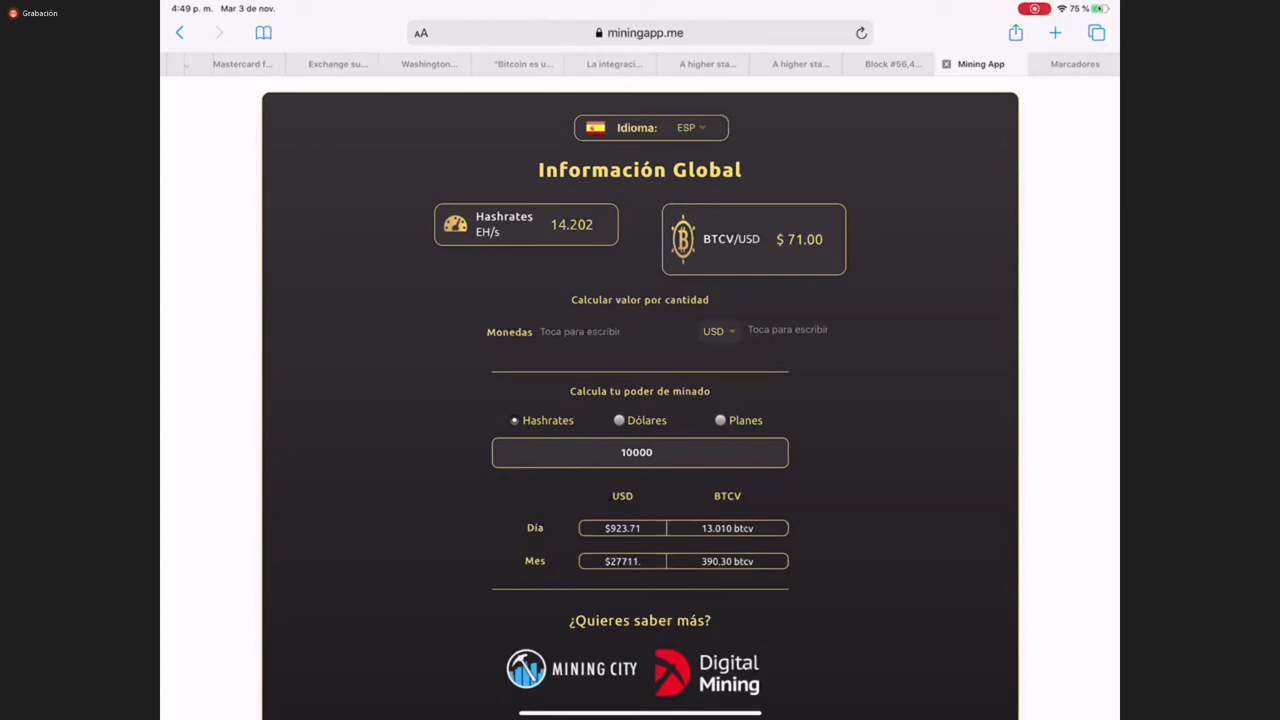 Grabación
4:49 p. m. Mar 3 de nov.
75 %
AA
miningapp.me
Mastercard f...
Exchange su...
Washington...
"Bitcoin es u...
La integraci...
A higher sta...
A higher sta...
Block #56,4...
Mining App
Marcadores
Idioma: ESP
Información Global
Hashrates
EH/s
14.202
BTCV/USD $ 71.00
Calcular valor por cantidad
Monedas Toca para escribir USD Toca para escribir
Calcula tu poder de minado
Hashrates Dólares Planes
10000
USD BTCV
Día $923.71 13.010 btcv
Mes $27711. 390.30 btcv
¿Quieres saber más?
MINING CITY
Digital
Mining